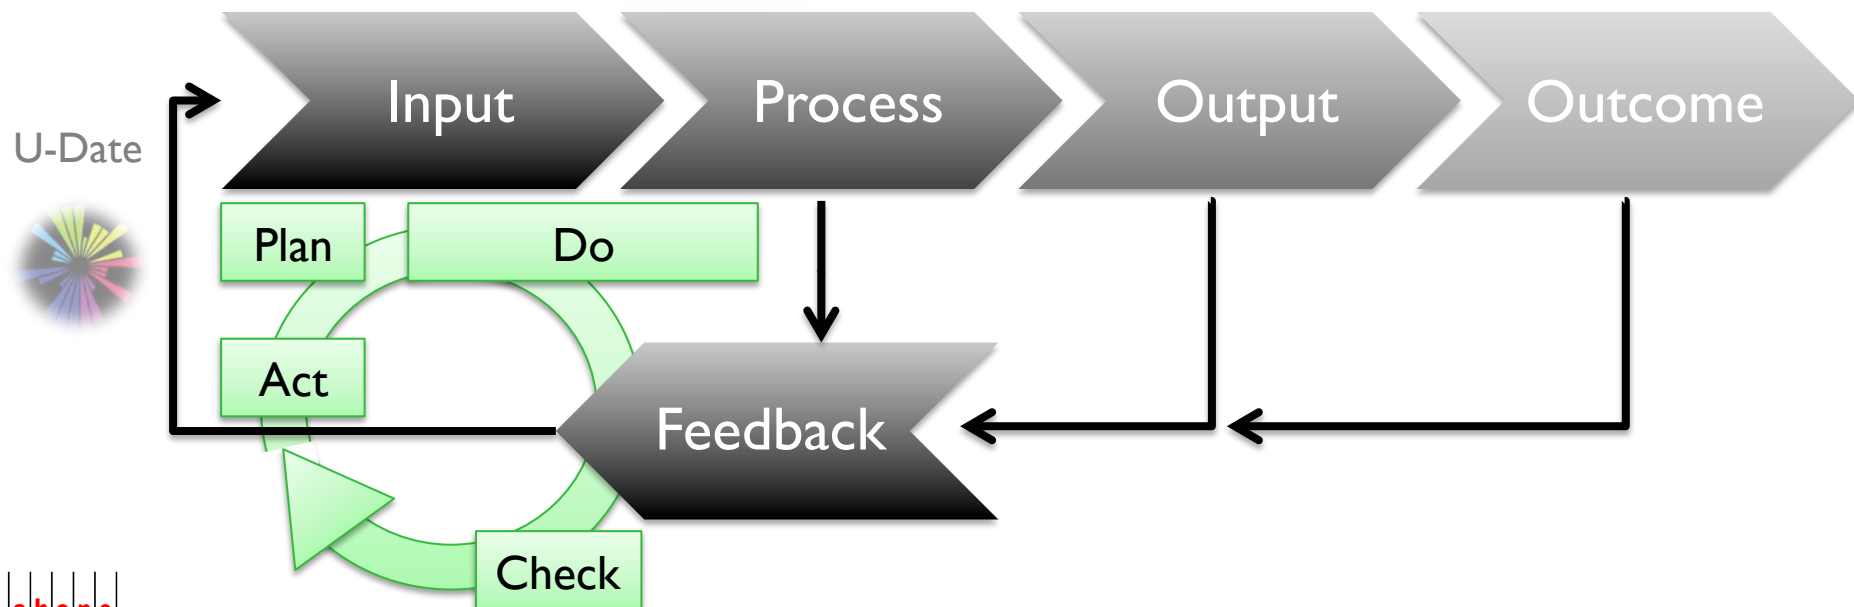 Input
Process
Output
Outcome
U-Date
Plan
Do
Act
Feedback
Check